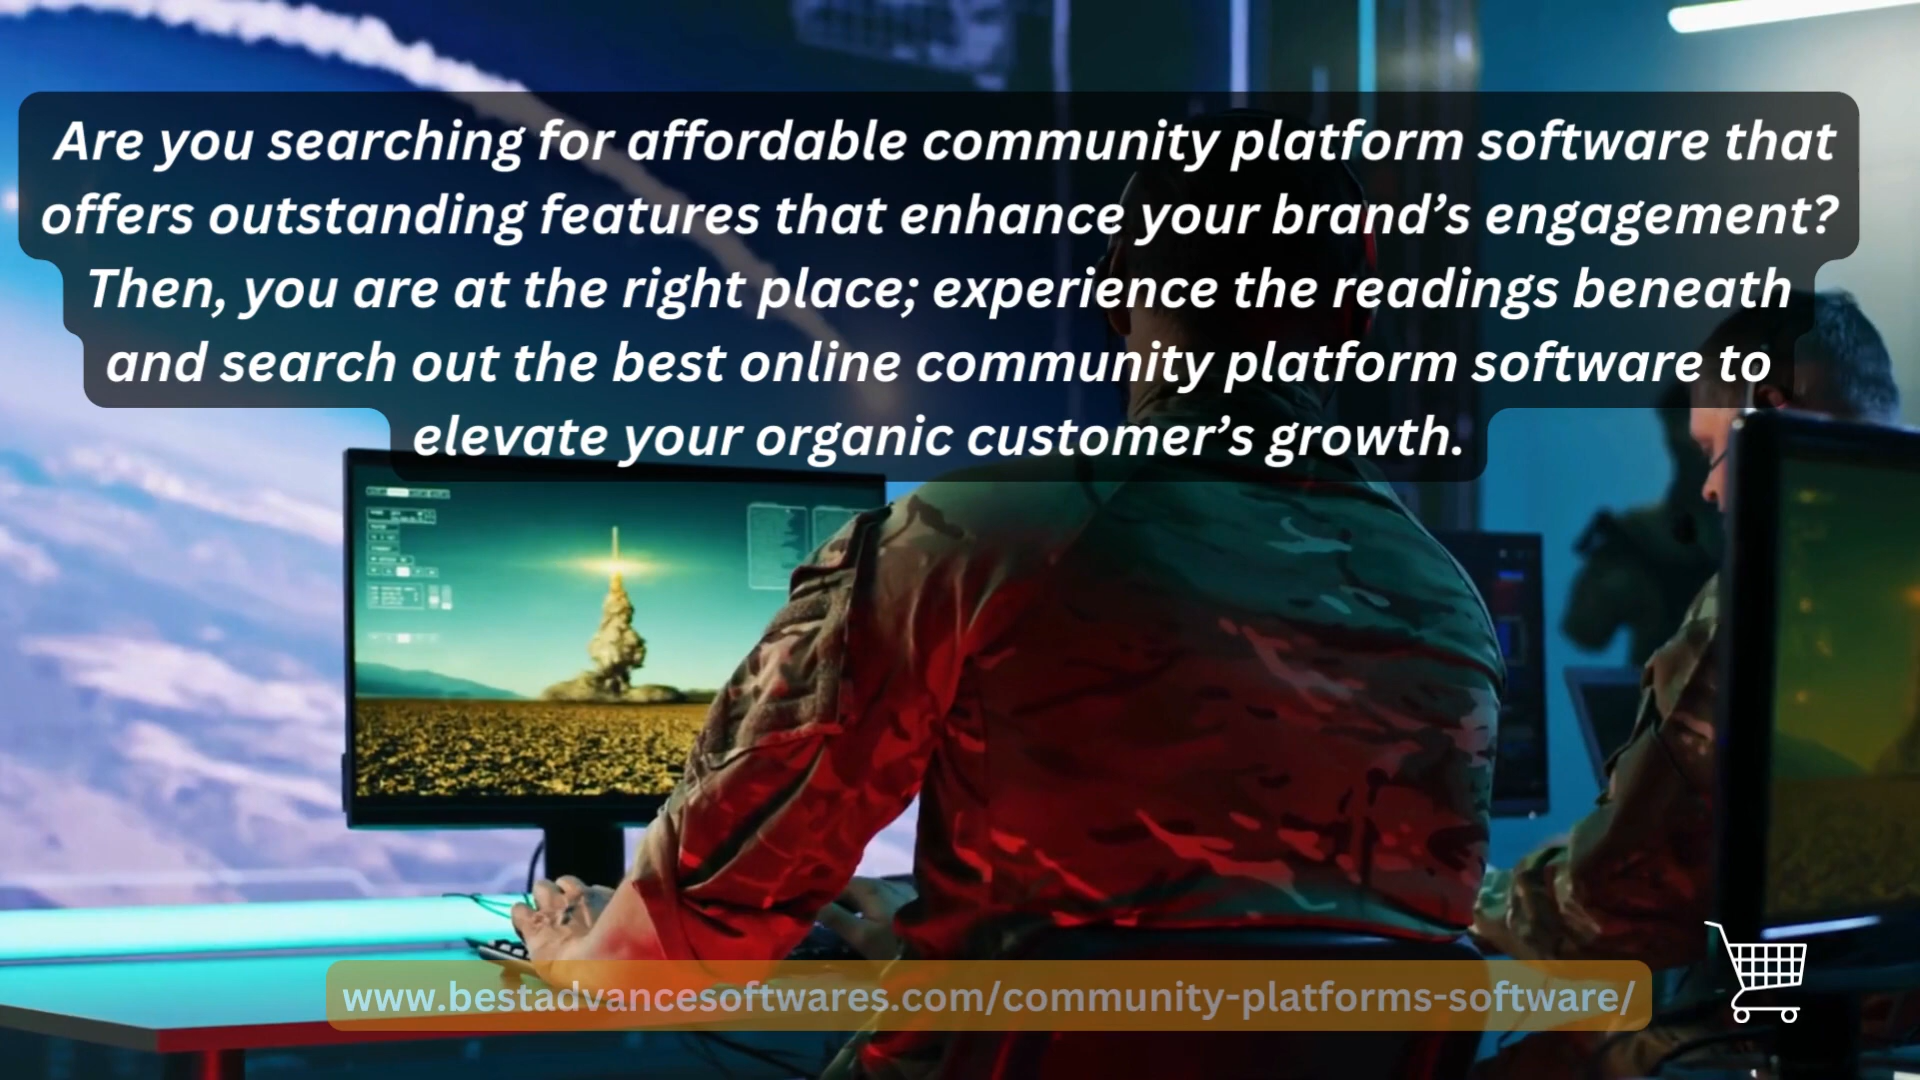 Are you searching for affordable community platform software that
offers outstanding features that enhance your brand’s engagement?
Then, you are at the right place; experience the readings beneath
and search out the best online community platform software to
elevate your organic customer’s growth.
www.bestadvancesoftwares.com/community-platforms-software/